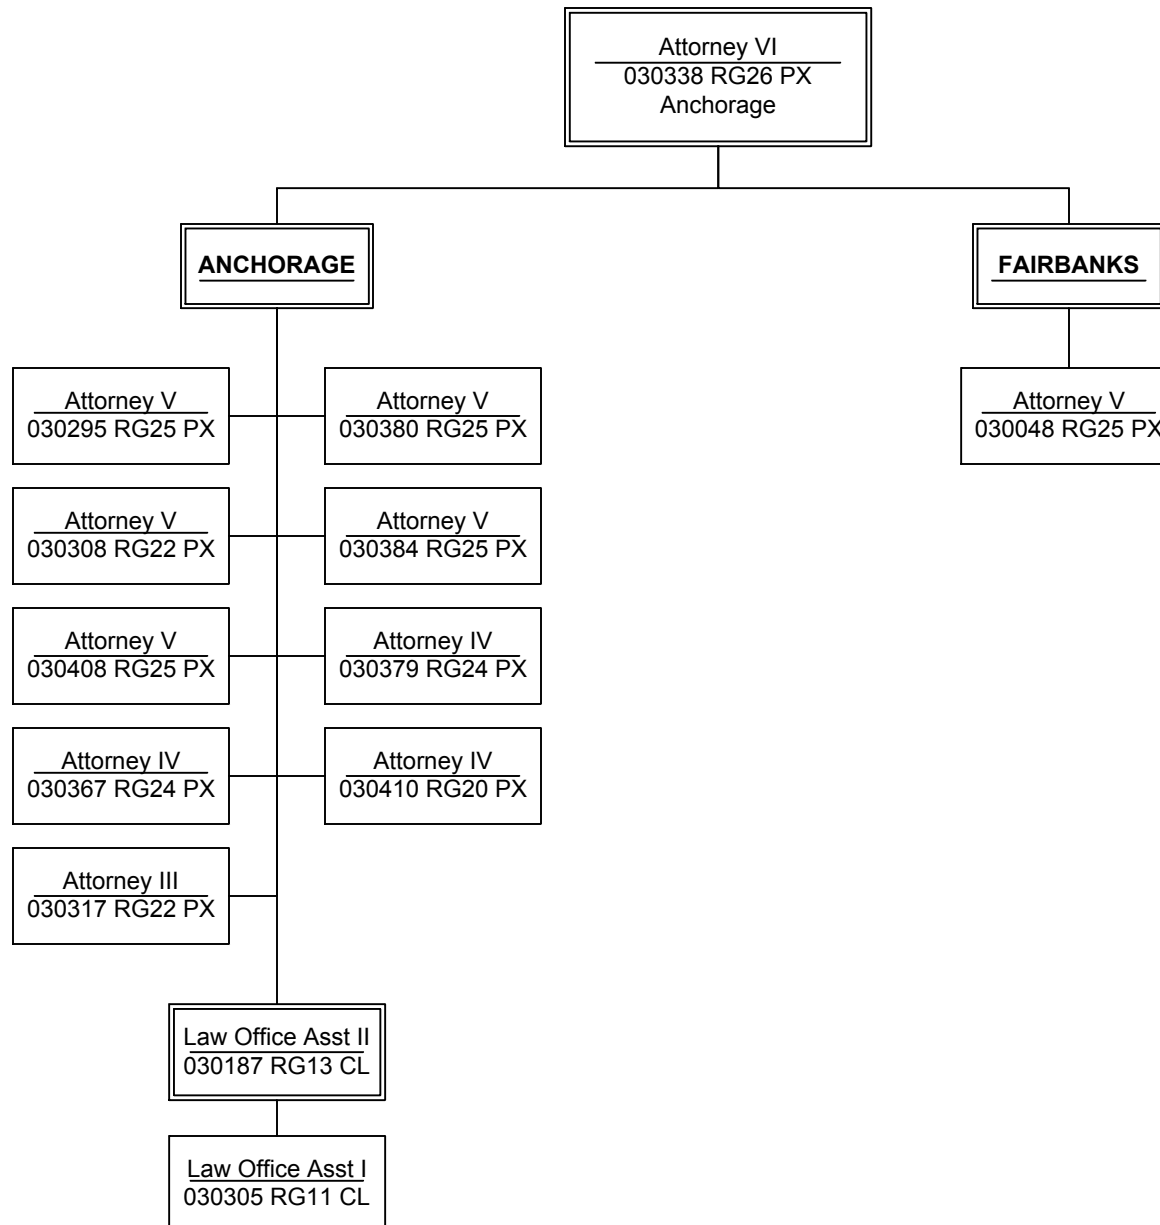 Attorney VI
030338 RG26 PX
Anchorage
ANCHORAGE
FAIRBANKS
Attorney V
030295 RG25 PX
Attorney V
030380 RG25 PX
Attorney V
030048 RG25 PX
Attorney V
030308 RG22 PX
Attorney V
030384 RG25 PX
Attorney V
030408 RG25 PX
Attorney IV
030379 RG24 PX
Attorney IV
030367 RG24 PX
Attorney IV
030410 RG20 PX
Attorney III
030317 RG22 PX
Law Office Asst II
030187 RG13 CL
Law Office Asst I
030305 RG11 CL